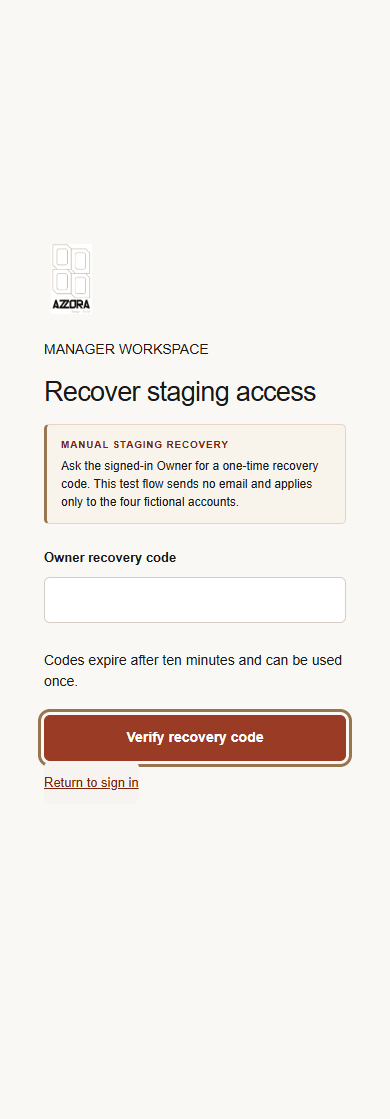 AZZORA
MANAGER WORKSPACE
Recover staging access
MANUAL STAGING RECOVERY
Ask the signed-in Owner for a one-time recovery
code. This test flow sends no email and applies
only to the four fictional accounts.
Owner recovery code
Codes expire after ten minutes and can be used
once.
Verify recovery code
Return to sign in